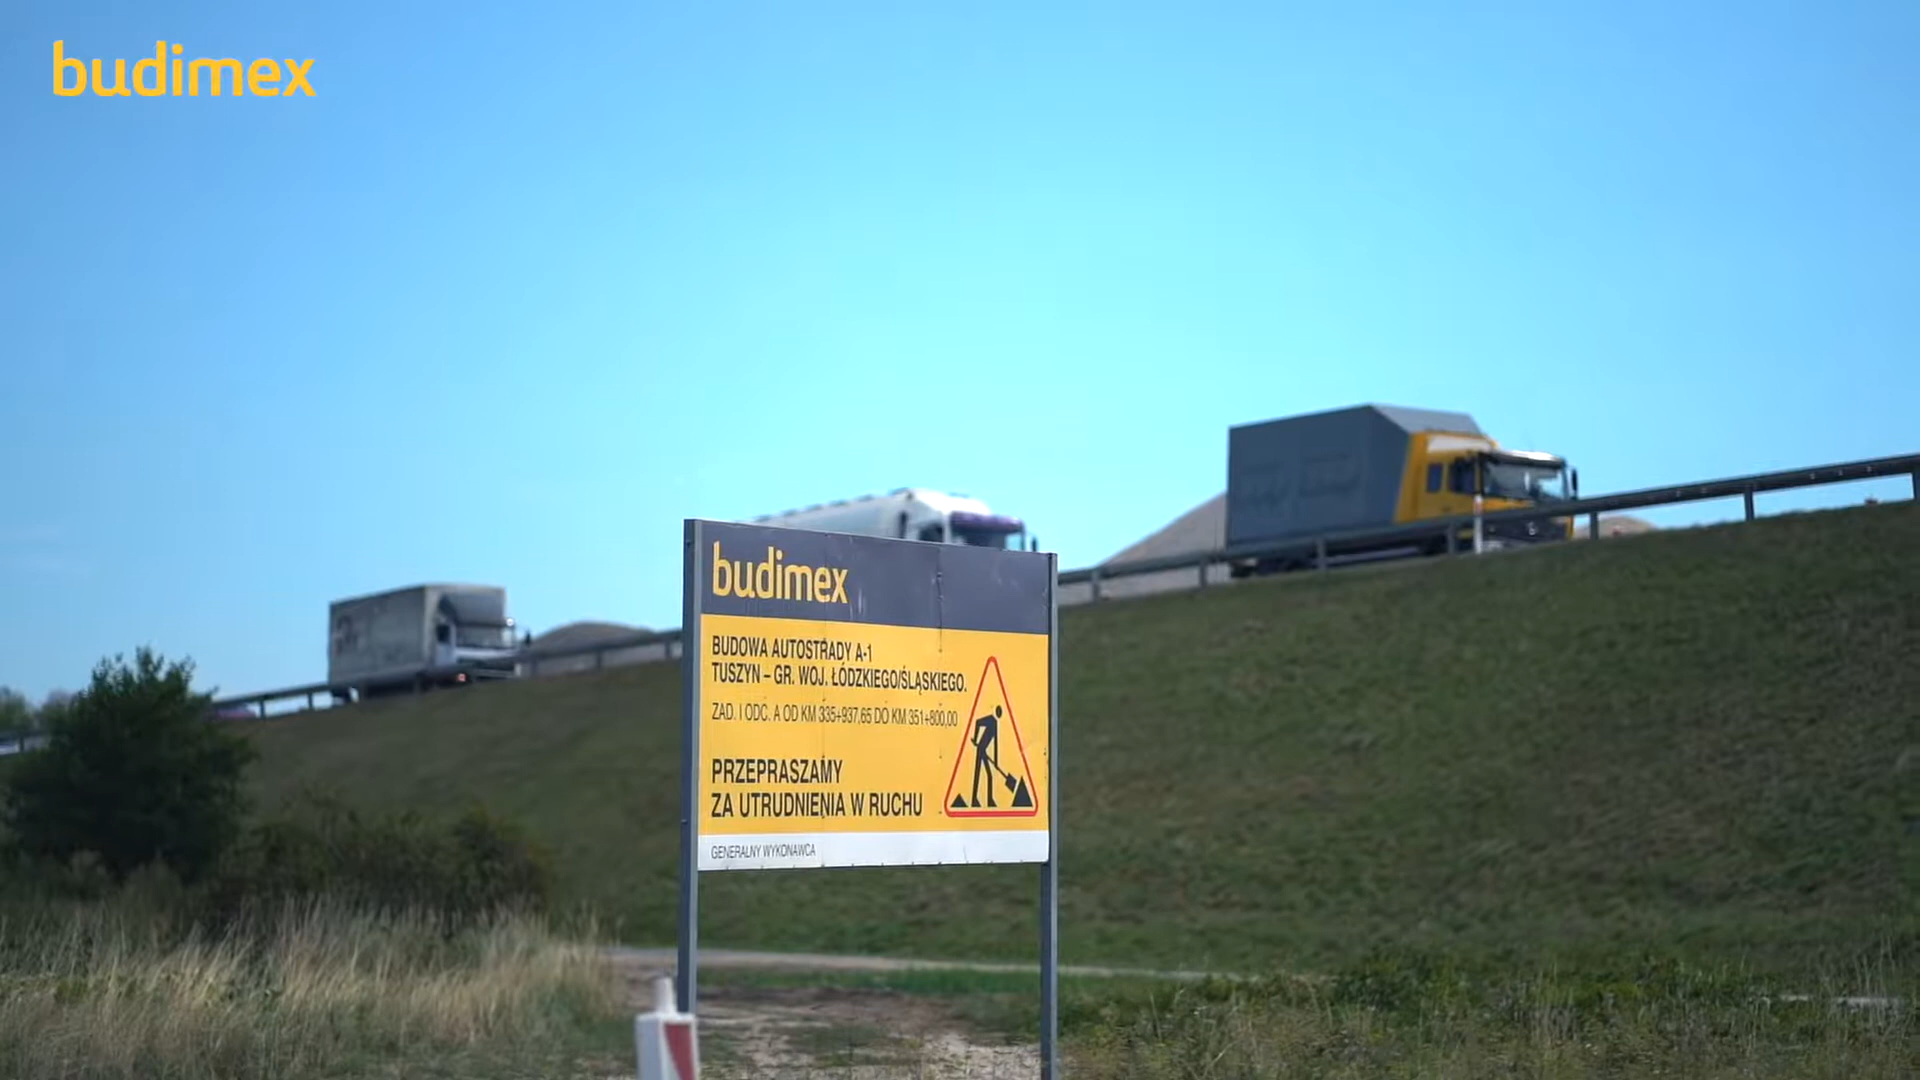 budimex
budimex
BUDOWA AUTOSTRADY A-1
TUSZYN – GR. WOJ. ŁÓDZKIEGO/ŚLĄSKIEGO.
ZAD. I ODC. A OD KM 335+937,65 DO KM 351+800,00
PRZEPRASZAMY
ZA UTRUDNIENIA W RUCHU
GENERALNY WYKONAWCA